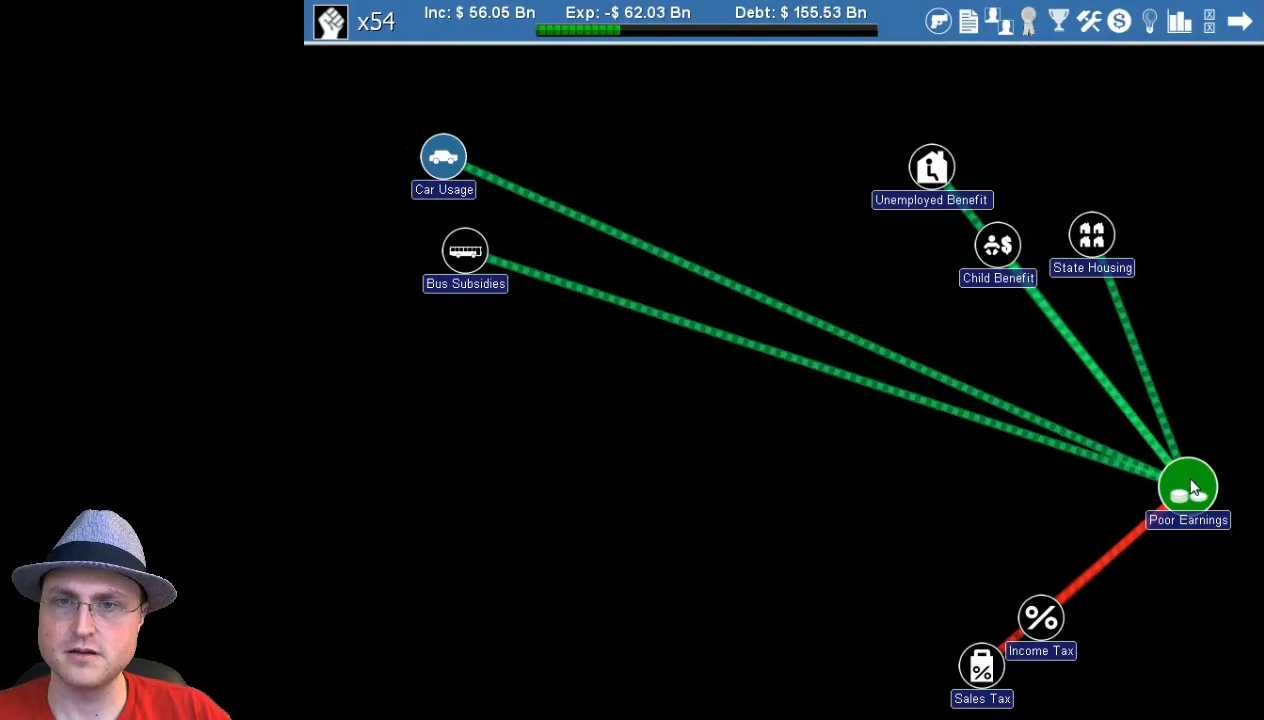 x54
Inc: $ 56.05 Bn
Exp: -$ 62.03 Bn
Debt: $ 155.53 Bn
Car Usage
Unemployed Benefit
Bus Subsidies
Child Benefit
State Housing
Poor Earnings
Income Tax
Sales Tax